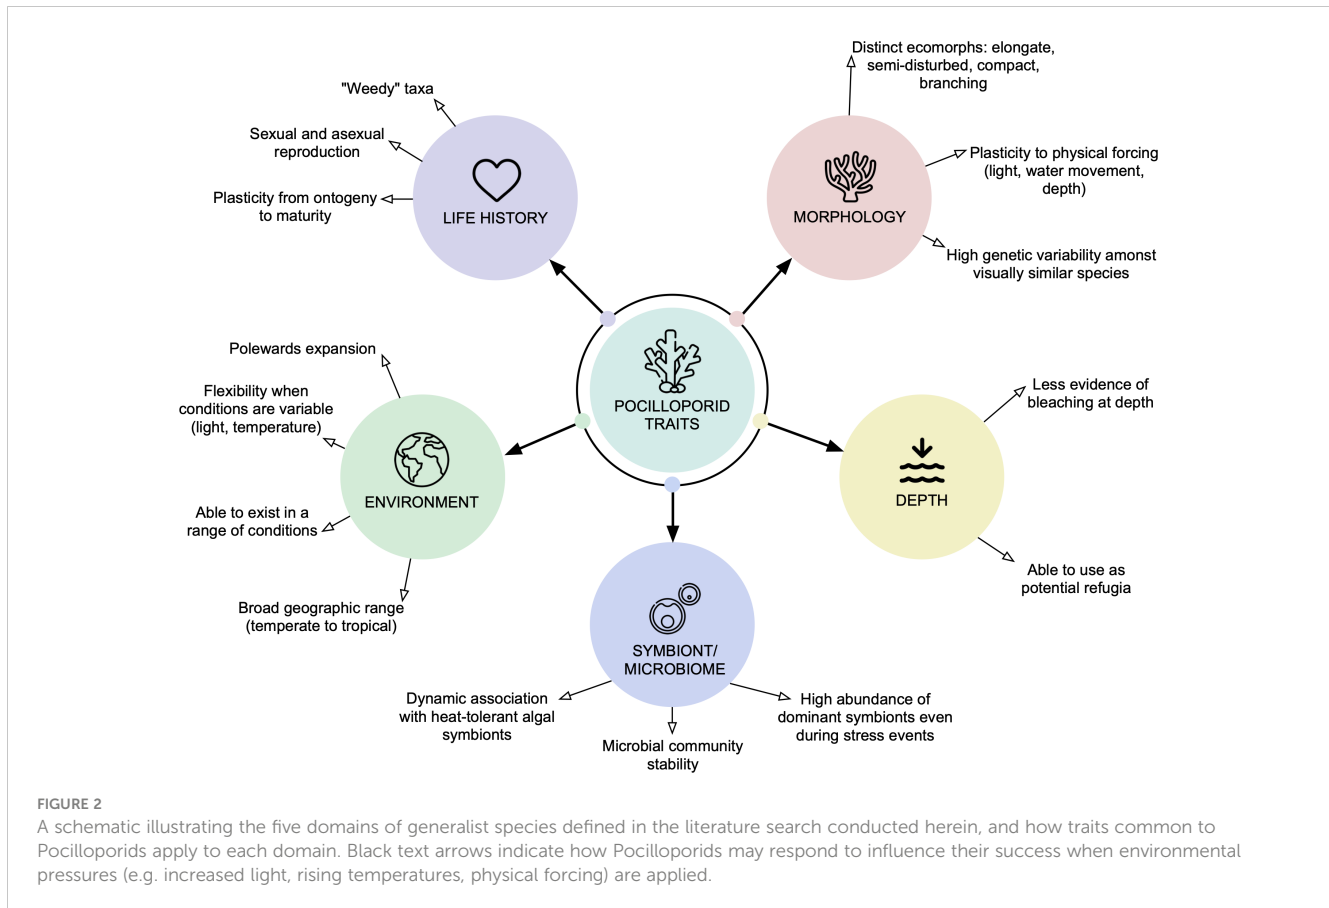 "Weedy" taxa
Sexual and asexual
reproduction
Plasticity from ontogeny
to maturity
LIFE HISTORY
Distinct ecomorphs: elongate,
semi-disturbed, compact,
branching
Plasticity to physical forcing
(light, water movement,
depth)
High genetic variability amonst
visually similar species
MORPHOLOGY
POCILLOPORID
TRAITS
Polewards expansion
Flexibility when
conditions are variable
(light, temperature)
Able to exist in a
range of conditions
Broad geographic range
(temperate to tropical)
ENVIRONMENT
Less evidence of
bleaching at depth
DEPTH
Able to use as
potential refugia
SYMBIONT/
MICROBIOME
Dynamic association
with heat-tolerant algal
symbionts
Microbial community
stability
High abundance of
dominant symbionts even
during stress events
FIGURE 2
A schematic illustrating the five domains of generalist species defined in the literature search conducted herein, and how traits common to
Pocilloporids apply to each domain. Black text arrows indicate how Pocilloporids may respond to influence their success when environmental
pressures (e.g. increased light, rising temperatures, physical forcing) are applied.